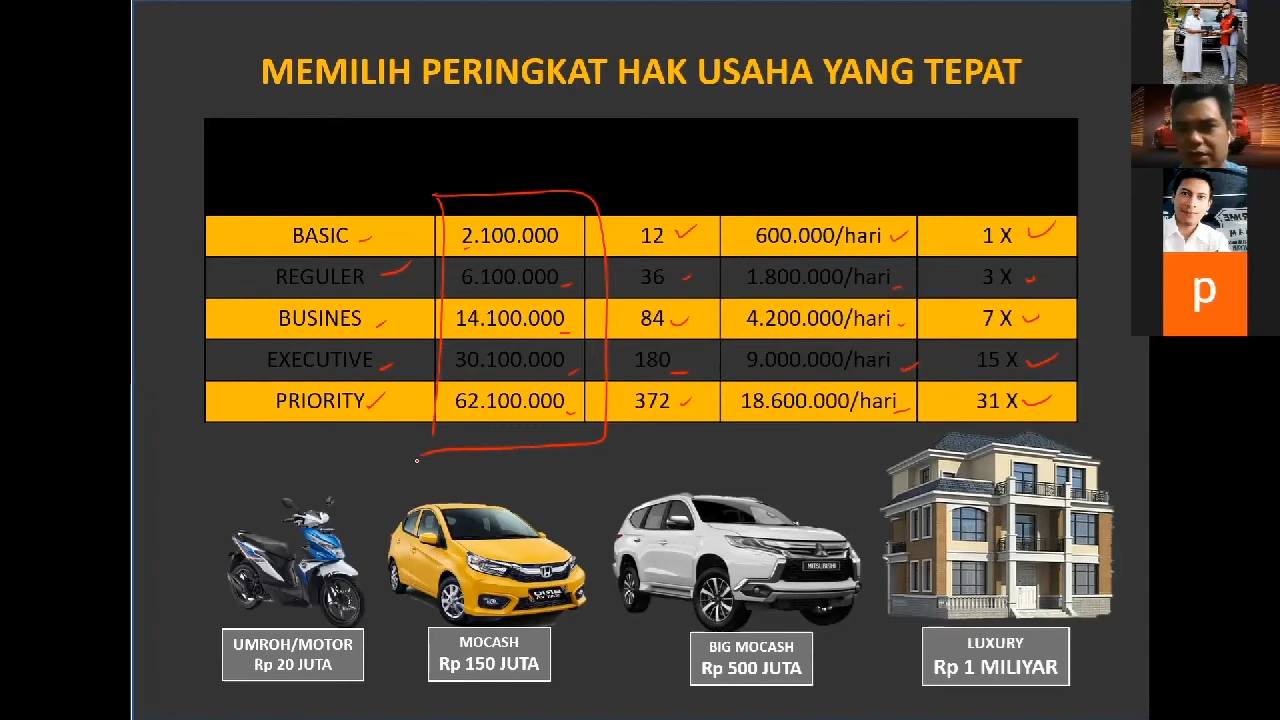 MEMILIH PERINGKAT HAK USAHA YANG TEPAT
BASIC 2.100.000 12 600.000/hari 1 X
REGULER 6.100.000 36 1.800.000/hari 3 X
BUSINES 14.100.000 84 4.200.000/hari 7 X
EXECUTIVE 30.100.000 180 9.000.000/hari 15 X
PRIORITY 62.100.000 372 18.600.000/hari 31 X
UMROH/MOTOR
Rp 20 JUTA
MOCASH
Rp 150 JUTA
BIG MOCASH
Rp 500 JUTA
LUXURY
Rp 1 MILIYAR
MITSUBISHI
p